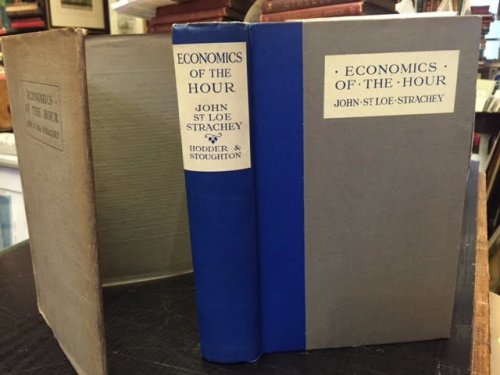 ECONOMICS
OF THE HOUR
JOHN ST LOE STRACHEY
ECONOMICS
OF THE
HOUR
JOHN
ST LOE
STRACHEY
HODDER &
STOUGHTON
· ECONOMICS ·
OF · THE · HOUR
JOHN · ST · LOE · STRACHEY